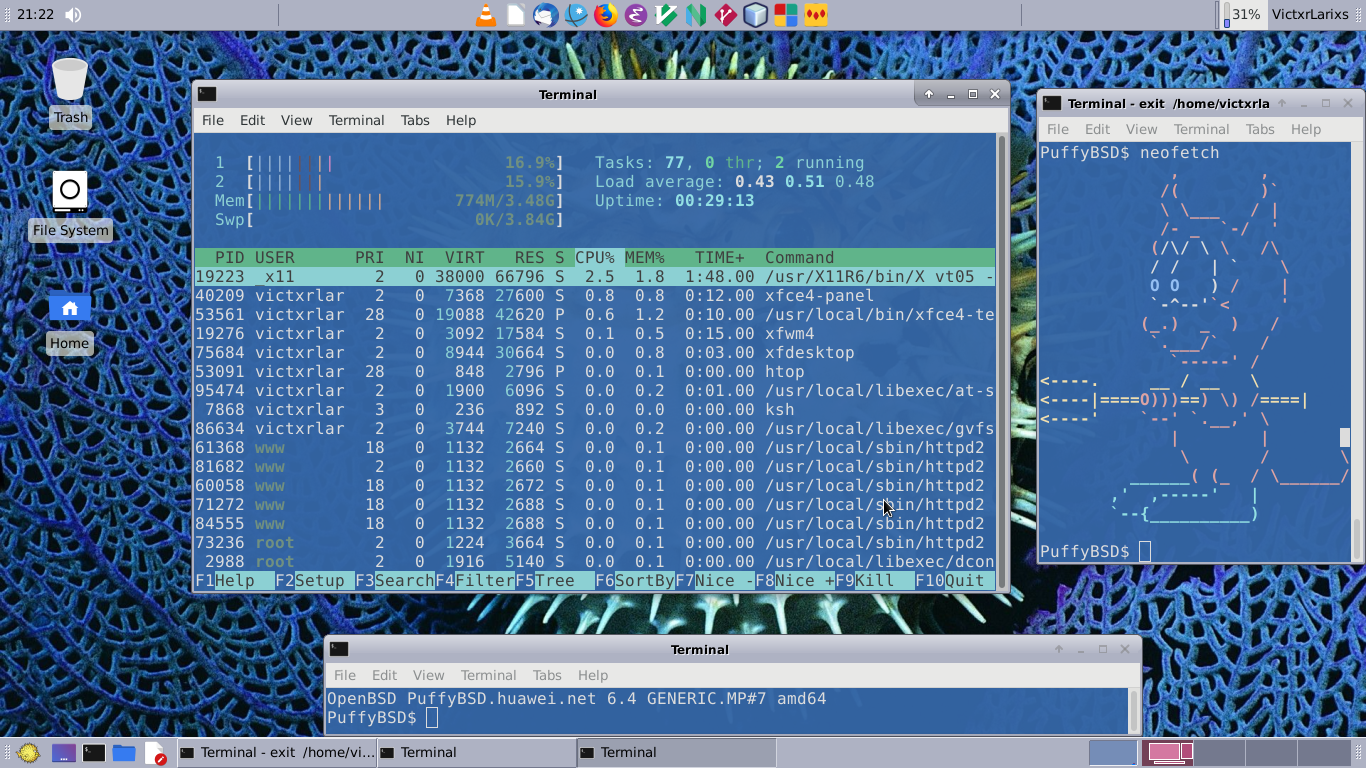 21:22
31% VictxrLarixs
Trash
File System
Home
Terminal
File Edit View Terminal Tabs Help
1 [|||| || 16.9%] Tasks: 77, 0 thr; 2 running
2 [|||| | 15.9%] Load average: 0.43 0.51 0.48
Mem[||||||||||||| 774M/3.48G] Uptime: 00:29:13
Swp[ 0K/3.84G]
PID USER PRI NI VIRT RES S CPU% MEM% TIME+ Command
19223 _x11 2 0 38000 66796 S 2.5 1.8 1:48.00 /usr/X11R6/bin/X vt05 -
40209 victxrlar 2 0 7368 27600 S 0.8 0.8 0:12.00 xfce4-panel
53561 victxrlar 28 0 19088 42620 P 0.6 1.2 0:10.00 /usr/local/bin/xfce4-te
19276 victxrlar 2 0 3092 17584 S 0.1 0.5 0:15.00 xfwm4
75684 victxrlar 2 0 8944 30664 S 0.0 0.8 0:03.00 xfdesktop
53091 victxrlar 28 0 848 2796 P 0.0 0.1 0:00.00 htop
95474 victxrlar 2 0 1900 6096 S 0.0 0.2 0:01.00 /usr/local/libexec/at-s
7868 victxrlar 3 0 236 892 S 0.0 0.0 0:00.00 ksh
86634 victxrlar 2 0 3744 7240 S 0.0 0.2 0:00.00 /usr/local/libexec/gvfs
61368 www 18 0 1132 2664 S 0.0 0.1 0:00.00 /usr/local/sbin/httpd2
81682 www 2 0 1132 2660 S 0.0 0.1 0:00.00 /usr/local/sbin/httpd2
60058 www 18 0 1132 2672 S 0.0 0.1 0:00.00 /usr/local/sbin/httpd2
71272 www 18 0 1132 2688 S 0.0 0.1 0:00.00 /usr/local/sbin/httpd2
84555 www 18 0 1132 2688 S 0.0 0.1 0:00.00 /usr/local/sbin/httpd2
73236 root 2 0 1224 3664 S 0.0 0.1 0:00.00 /usr/local/sbin/httpd2
2988 root 2 0 1916 5140 S 0.0 0.1 0:00.00 /usr/local/libexec/dcon
F1Help F2Setup F3SearchF4FilterF5Tree F6SortByF7Nice -F8Nice +F9Kill F10Quit
Terminal - exit /home/victxrla
File Edit View Terminal Tabs Help
PuffyBSD$ neofetch
PuffyBSD$
Terminal
File Edit View Terminal Tabs Help
OpenBSD PuffyBSD.huawei.net 6.4 GENERIC.MP#7 amd64
PuffyBSD$
Terminal - exit /home/vi...
Terminal
Terminal